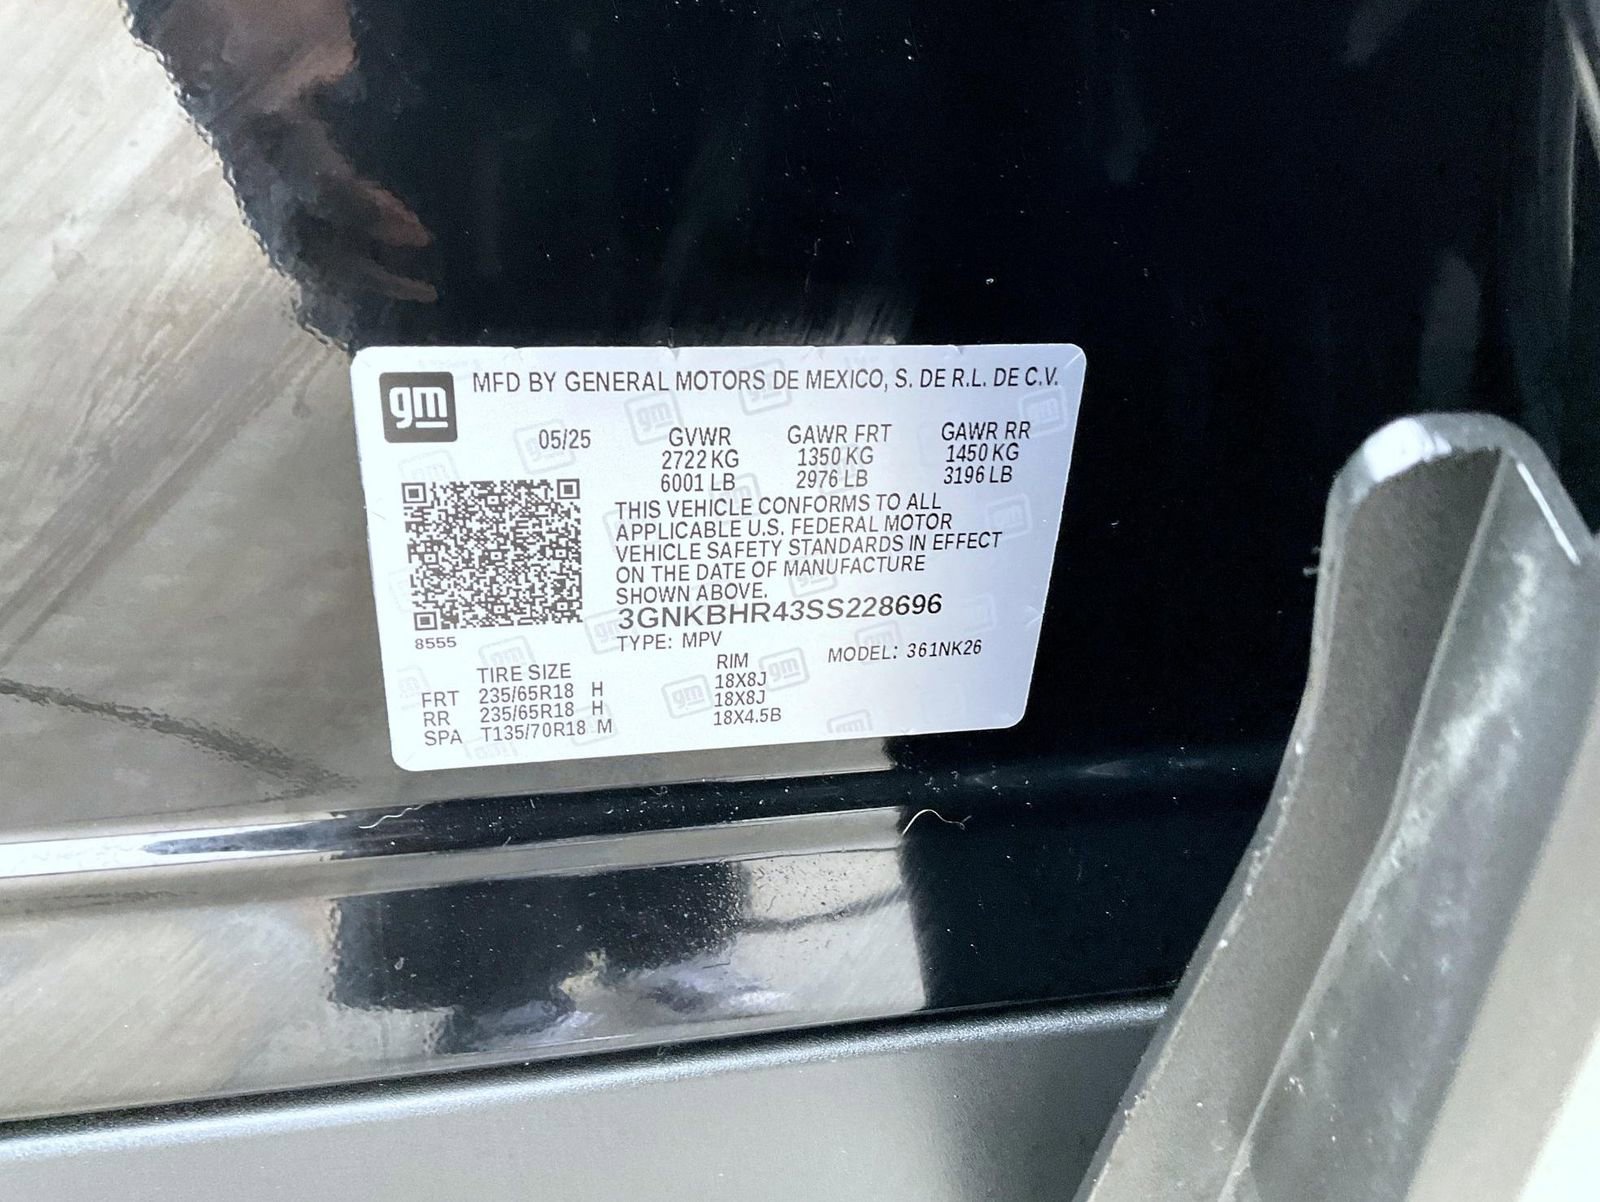 gm MFD BY GENERAL MOTORS DE MEXICO, S. DE R.L. DE C.V.
05/25 GVWR GAWR FRT GAWR RR
2722 KG 1350 KG 1450 KG
6001 LB 2976 LB 3196 LB
THIS VEHICLE CONFORMS TO ALL
APPLICABLE U.S. FEDERAL MOTOR
VEHICLE SAFETY STANDARDS IN EFFECT
ON THE DATE OF MANUFACTURE
SHOWN ABOVE.
3GNKBHR43SS228696
8555 TYPE: MPV MODEL: 361NK26
TIRE SIZE RIM
FRT 235/65R18 H 18X8J
RR 235/65R18 H 18X8J
SPA T135/70R18 M 18X4.5B